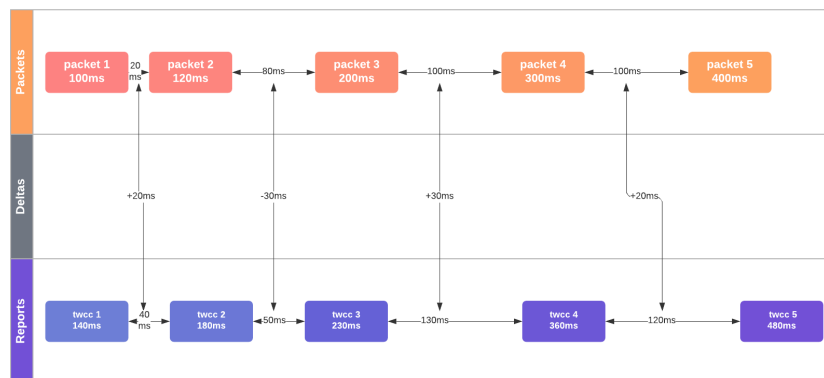 Packets
packet 1
100ms
20
ms
packet 2
120ms
80ms
packet 3
200ms
100ms
packet 4
300ms
100ms
packet 5
400ms
Deltas
+20ms
-30ms
+30ms
+20ms
Reports
twcc 1
140ms
40
ms
twcc 2
180ms
50ms
twcc 3
230ms
130ms
twcc 4
360ms
120ms
twcc 5
480ms